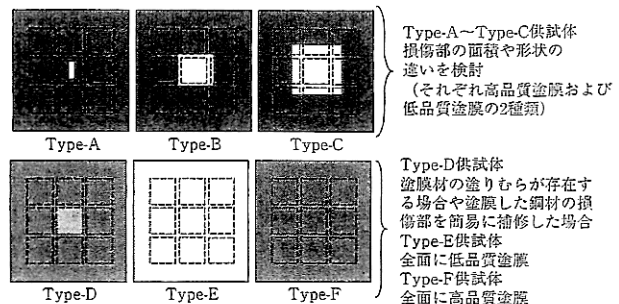 Type-A～Type-C供試体
損傷部の面積や形状の
違いを検討
（それぞれ高品質塗膜および
低品質塗膜の2種類）
Type-A
Type-B
Type-C
Type-D供試体
塗膜材の塗りむらが存在す
る場合や塗膜した鋼材の損
傷部を簡易に補修した場合
Type-E供試体
全面に低品質塗膜
Type-F供試体
全面に高品質塗膜
Type-D
Type-E
Type-F